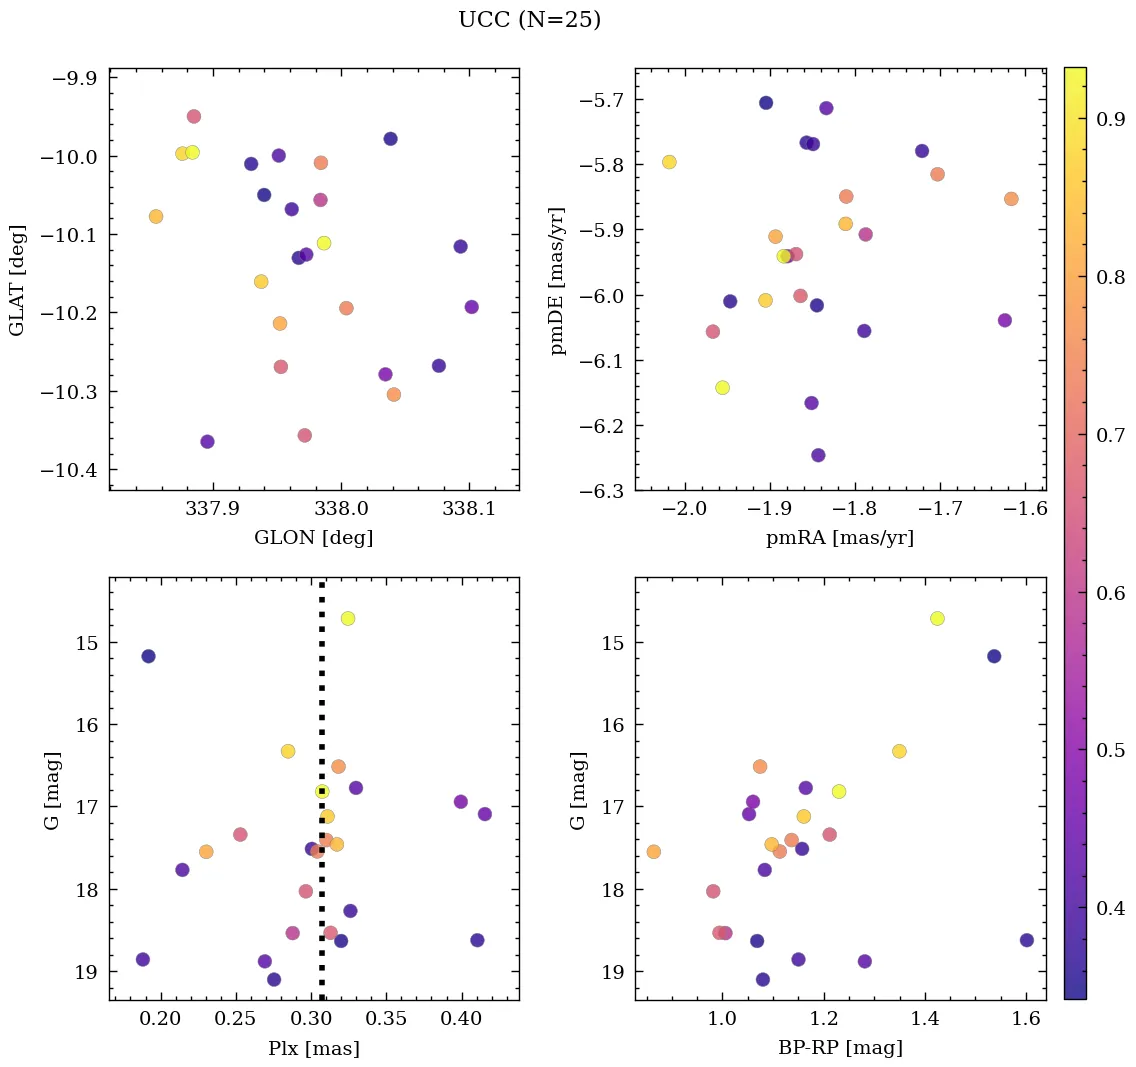 UCC (N=25)
−9.9
−10.0
−10.1
−10.2
−10.3
−10.4
GLAT [deg]
337.9 338.0 338.1
GLON [deg]
−5.7
−5.8
−5.9
−6.0
−6.1
−6.2
−6.3
pmDE [mas/yr]
−2.0 −1.9 −1.8 −1.7 −1.6
pmRA [mas/yr]
15
16
17
18
19
G [mag]
0.20 0.25 0.30 0.35 0.40
Plx [mas]
15
16
17
18
19
G [mag]
1.0 1.2 1.4 1.6
BP-RP [mag]
0.9
0.8
0.7
0.6
0.5
0.4